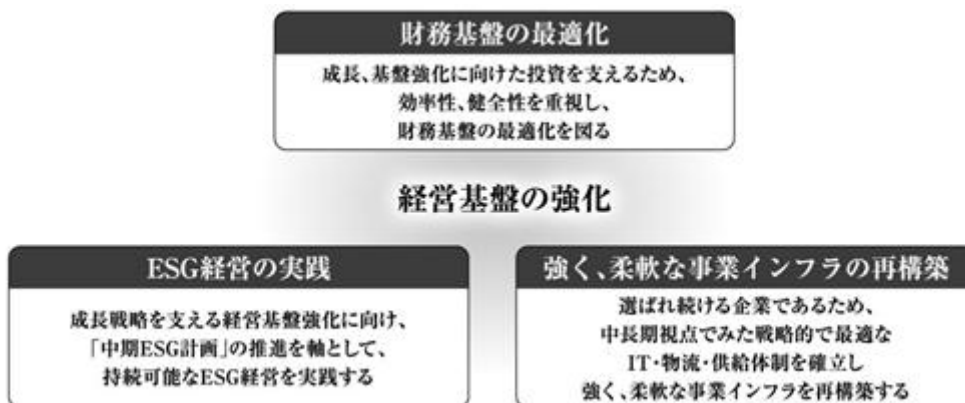 財務基盤の最適化
成長、基盤強化に向けた投資を支えるため、
効率性、健全性を重視し、
財務基盤の最適化を図る
経営基盤の強化
ESG経営の実践
成長戦略を支える経営基盤強化に向け、
「中期ESG計画」の推進を軸として、
持続可能なESG経営を実践する
強く、柔軟な事業インフラの再構築
選ばれ続ける企業であるため、
中長期視点でみた戦略的で最適な
IT・物流・供給体制を確立し
強く、柔軟な事業インフラを再構築する